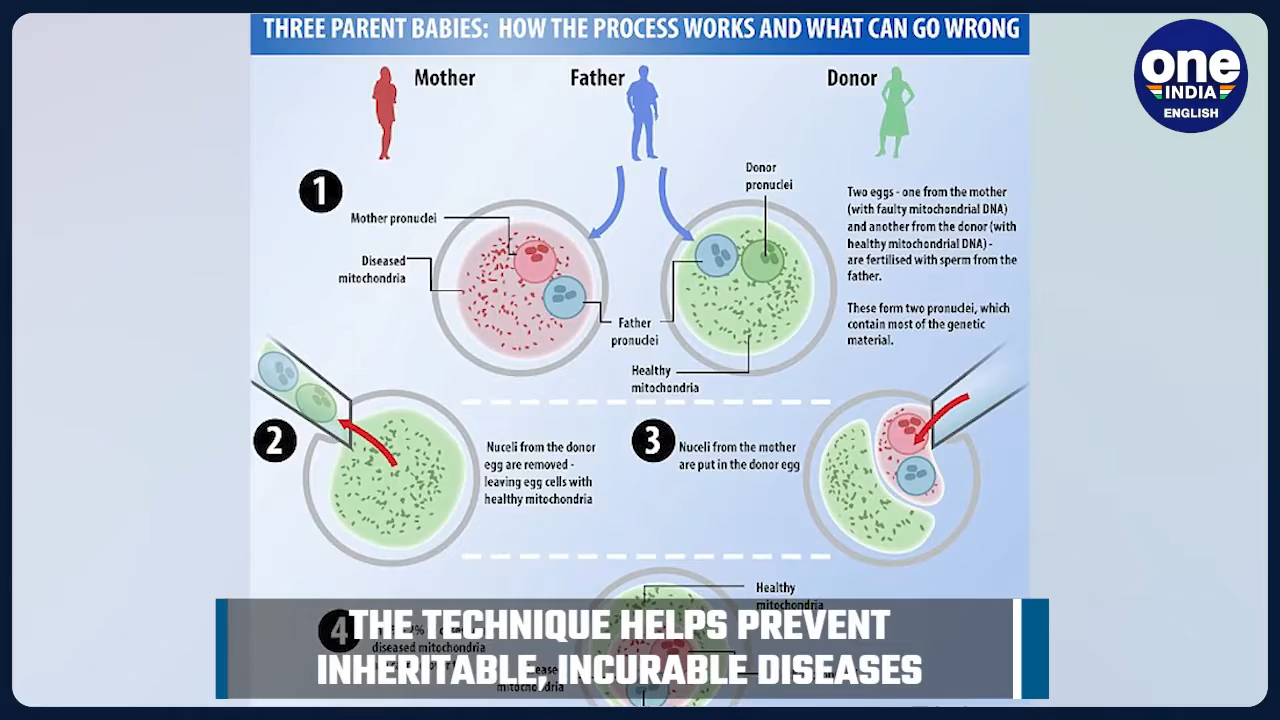 THREE PARENT BABIES: HOW THE PROCESS WORKS AND WHAT CAN GO WRONG
one
INDIA
ENGLISH
Mother
Father
Donor
1
Donor
pronuclei
Mother pronuclei
Diseased
mitochondria
Father
pronuclei
Healthy
mitochondria
Two eggs - one from the mother
(with faulty mitochondrial DNA)
and another from the donor (with
healthy mitochondrial DNA) -
are fertilised with sperm from the
father.
These form two pronuclei, which
contain most of the genetic
material.
2
Nuceli from the donor
egg are removed -
leaving egg cells with
healthy mitochondria
3
Nuceli from the mother
are put in the donor egg
4
Healthy
mitochondria
diseased mitochondria
mitochondria
THE TECHNIQUE HELPS PREVENT
INHERITABLE, INCURABLE DISEASES